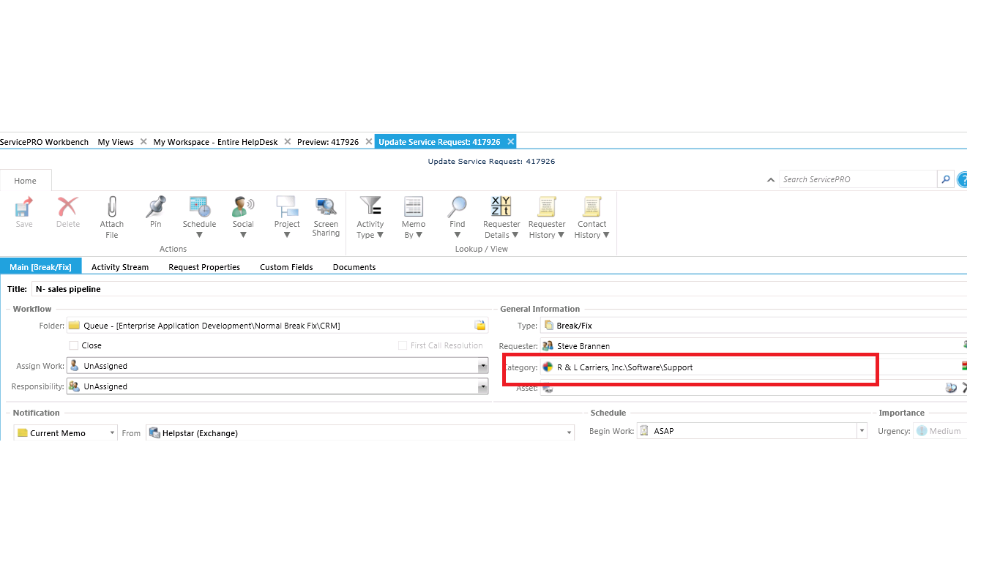 ServicePRO Workbench My Views My Workspace - Entire HelpDesk Preview: 417926 Update Service Request: 417926
Update Service Request: 417926
Home Search ServicePRO ?
Save Delete Attach File Pin Schedule Social Project Screen Sharing Activity Type Memo By Find Requester Details Requester History Contact History
Actions Lookup / View
Main [Break/Fix] Activity Stream Request Properties Custom Fields Documents
Title: N- sales pipeline
Workflow General Information
Folder: Queue - [Enterprise Application Development\Normal Break Fix\CRM] Type: Break/Fix
Close First Call Resolution Requester: Steve Brannen
Assign Work: UnAssigned Category: R & L Carriers, Inc.\Software\Support
Responsibility: UnAssigned Asset:
Notification Schedule Importance
Current Memo From Helpstar (Exchange) Begin Work: ASAP Urgency: Medium